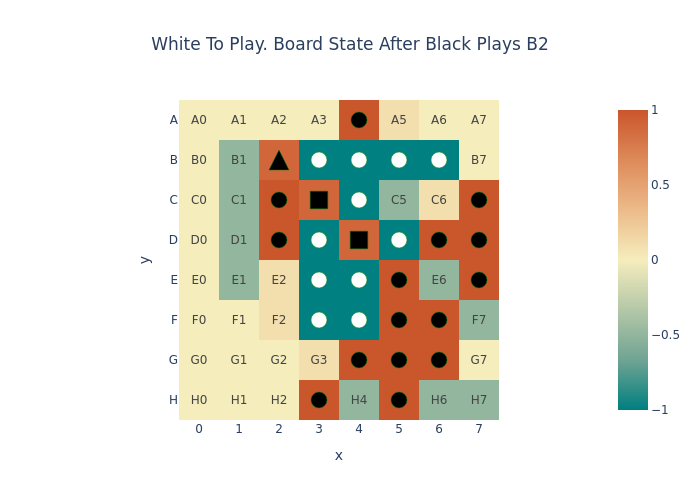 White To Play. Board State After Black Plays B2
A A0 A1 A2 A3 A5 A6 A7
B B0 B1 B7
C C0 C1 C5 C6
D D0 D1
E E0 E1 E2 E6
F F0 F1 F2 F7
G G0 G1 G2 G3 G7
H H0 H1 H2 H4 H6 H7
0 1 2 3 4 5 6 7
x
y
1
0.5
0
−0.5
−1